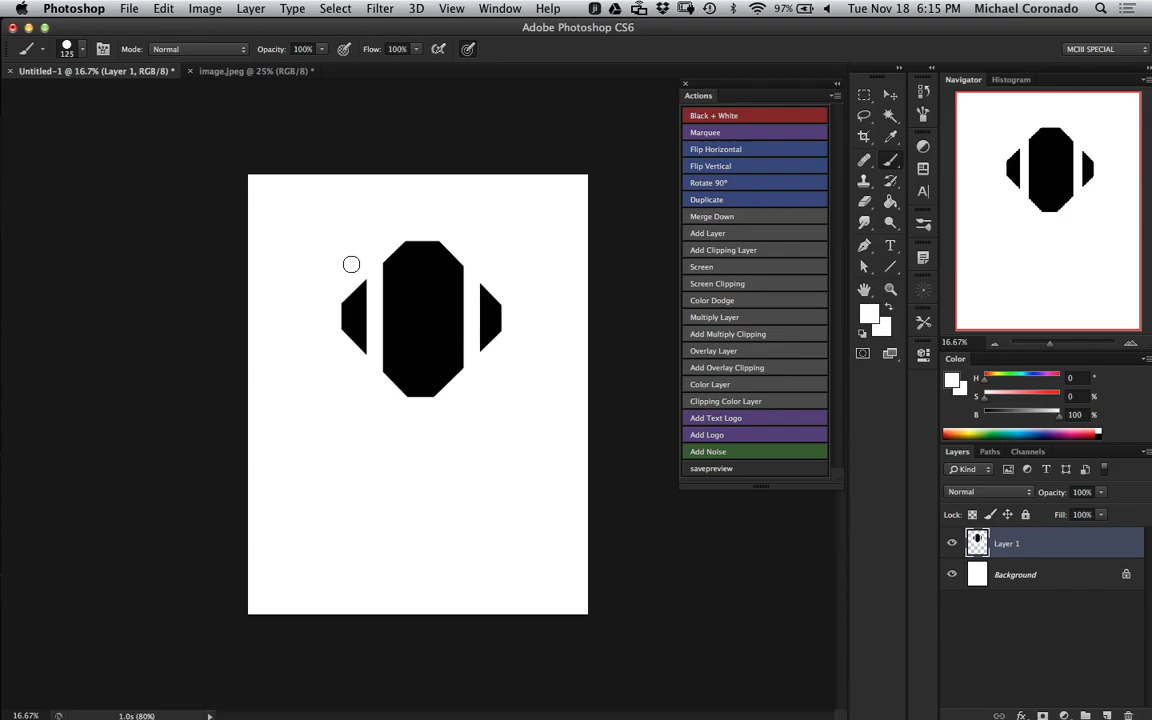 Photoshop File Edit Image Layer Type Select Filter 3D View Window Help 97% Tue Nov 18 6:15 PM Michael Coronado
Adobe Photoshop CS6
125 Mode: Normal Opacity: 100% Flow: 100% MCIII SPECIAL
Untitled-1 @ 16.7% (Layer 1, RGB/8) * image.jpeg @ 25% (RGB/8) *
Navigator Histogram
Actions
Black + White
Marquee
Flip Horizontal
Flip Vertical
Rotate 90º
Duplicate
Merge Down
Add Layer
Add Clipping Layer
Screen
Screen Clipping
Color Dodge
Multiply Layer
Add Multiply Clipping
Overlay Layer
Add Overlay Clipping
Color Layer
Clipping Color Layer
Add Text Logo
Add Logo
Add Noise
savepreview
16.67%
Color
H 0 °
S 0 %
B 100 %
Layers Paths Channels
Kind
Normal Opacity: 100%
Lock: Fill: 100%
Layer 1
Background
16.67% 1.0s (80%)